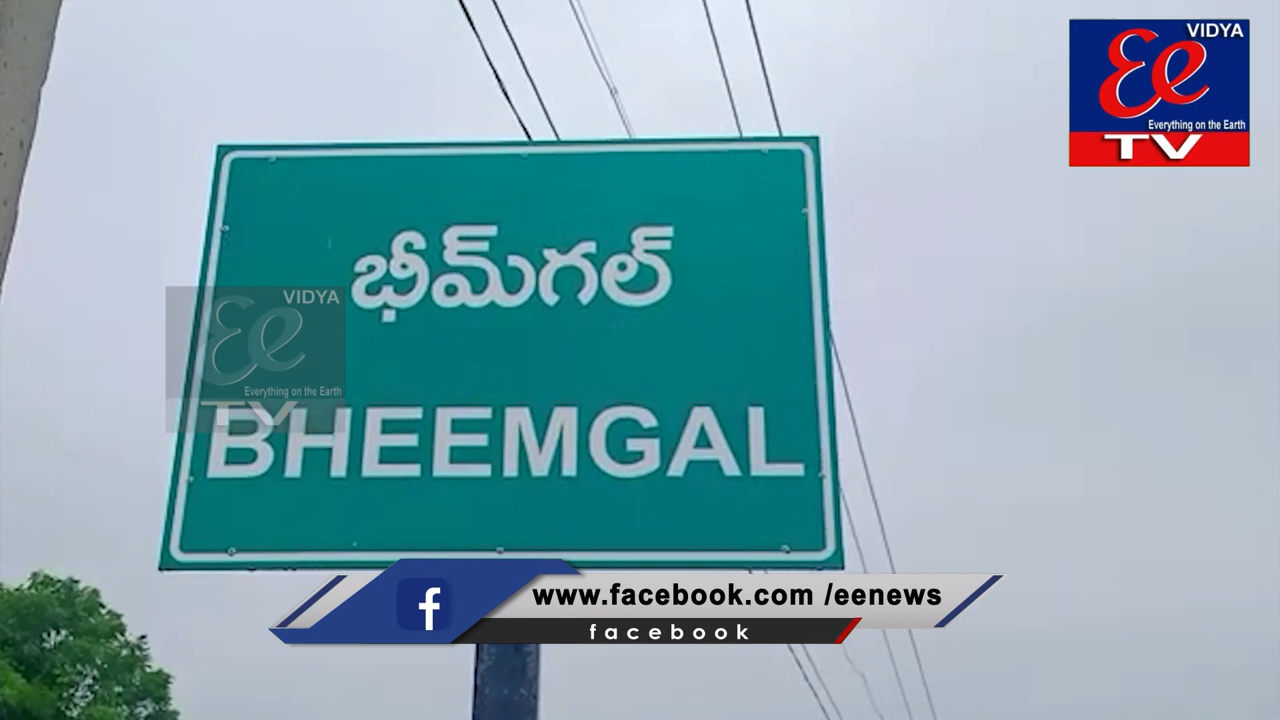 VIDYA
Ee
Everything on the Earth
TV
భీమ్‌గల్
VIDYA
Ee
Everything on the Earth
TV
BHEEMGAL
www.facebook.com /eenews
facebook